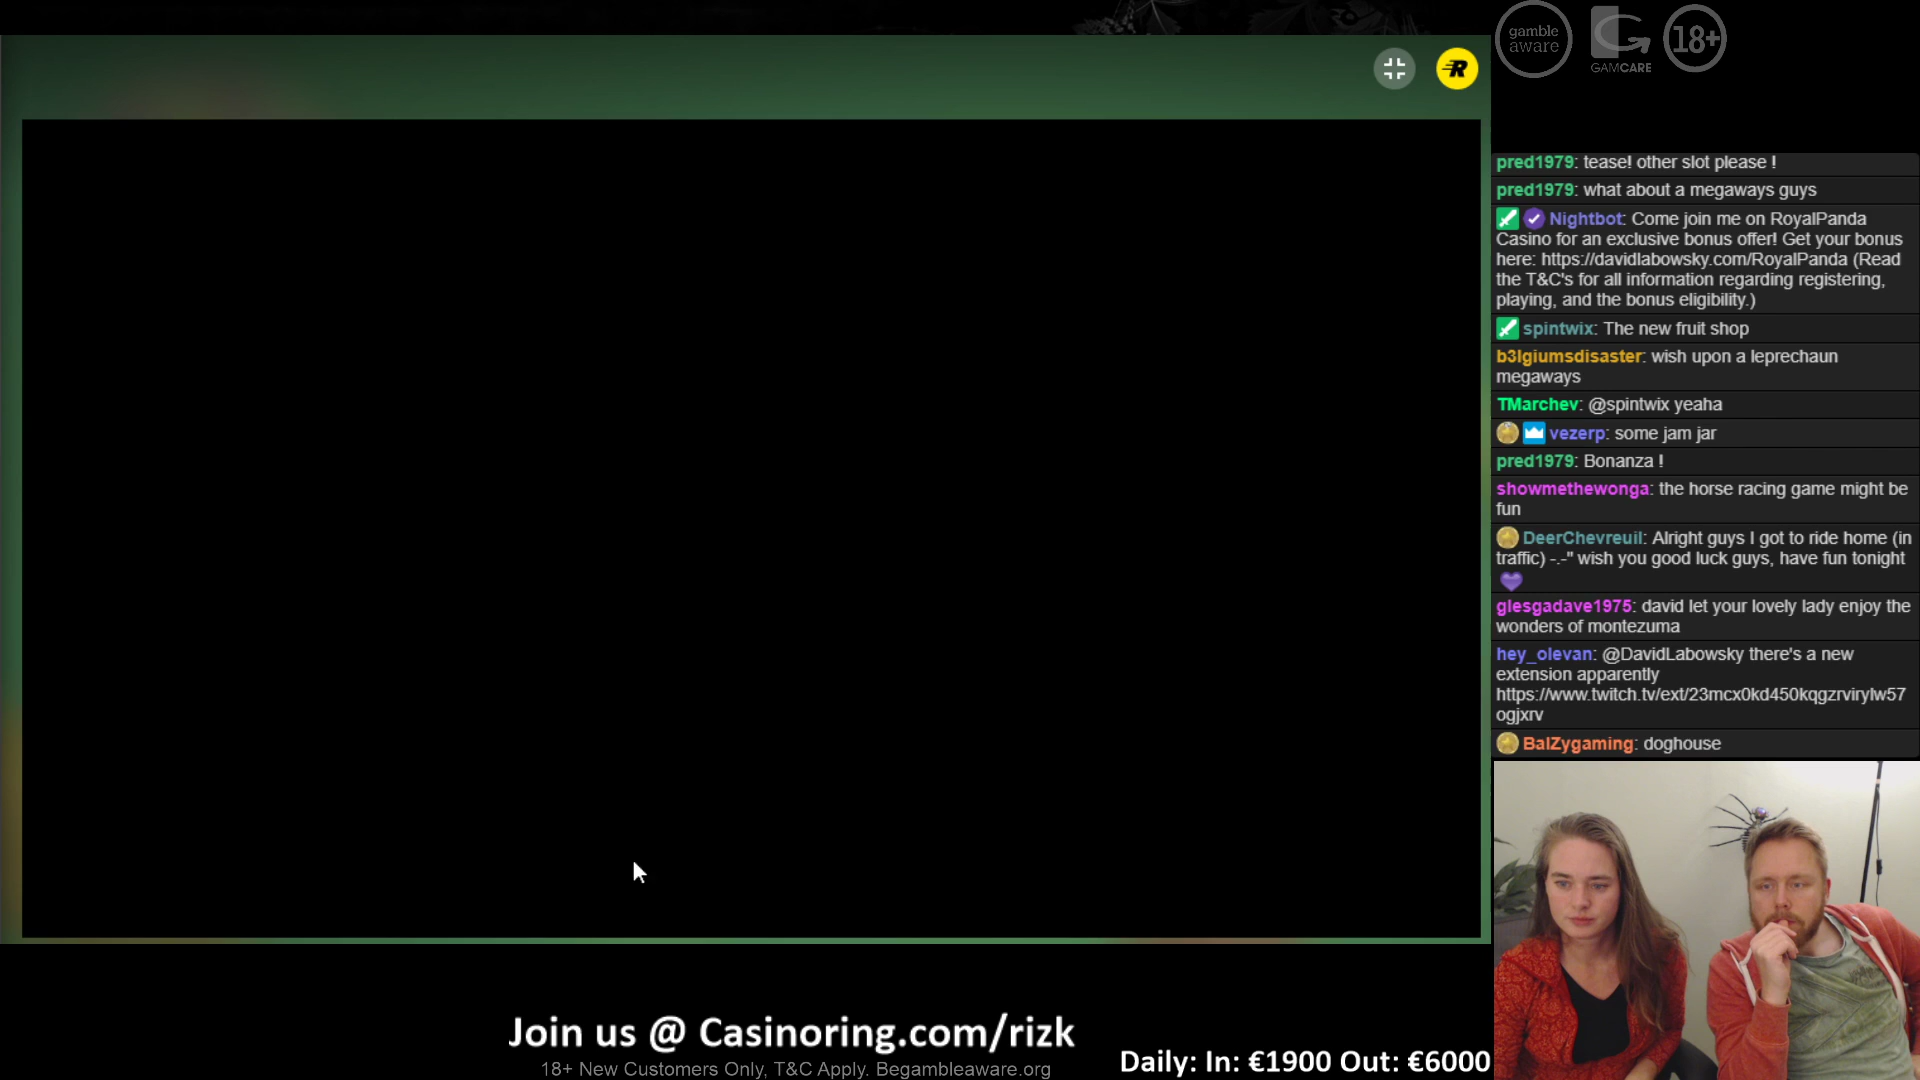 gamble
aware
GAMCARE
18+
R
pred1979: tease! other slot please !
pred1979: what about a megaways guys
Nightbot: Come join me on RoyalPanda
Casino for an exclusive bonus offer! Get your bonus
here: https://davidlabowsky.com/RoyalPanda (Read
the T&C's for all information regarding registering,
playing, and the bonus eligibility.)
spintwix: The new fruit shop
b3lgiumsdisaster: wish upon a leprechaun
megaways
TMarchev: @spintwix yeaha
vezerp: some jam jar
pred1979: Bonanza !
showmethewonga: the horse racing game might be
fun
DeerChevreuil: Alright guys I got to ride home (in
traffic) -.-" wish you good luck guys, have fun tonight
glesgadave1975: david let your lovely lady enjoy the
wonders of montezuma
hey_olevan: @DavidLabowsky there's a new
extension apparently
https://www.twitch.tv/ext/23mcx0kd450kqgzrvirylw57
ogjxrv
BalZygaming: doghouse
Join us @ Casinoring.com/rizk
18+ New Customers Only, T&C Apply. Begambleaware.org
Daily: In: €1900 Out: €6000